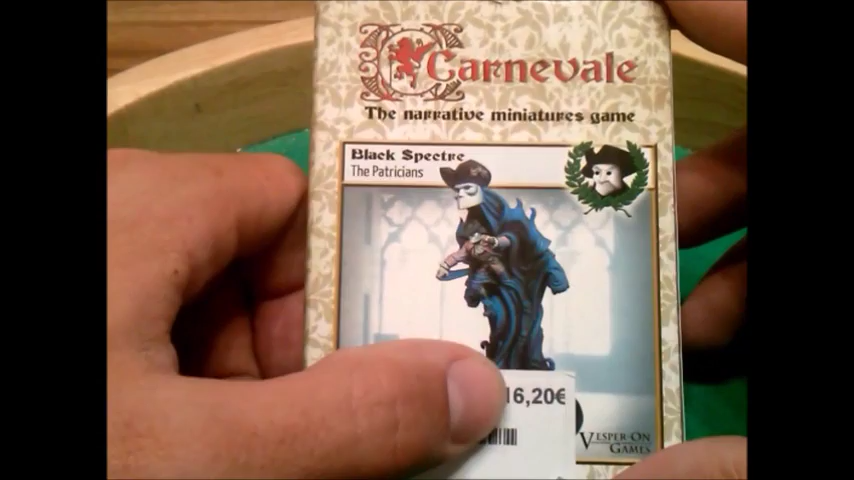 Carnevale
The narrative miniatures game
Black Spectre
The Patricians
16,20€
VESPER-ON
GAMES